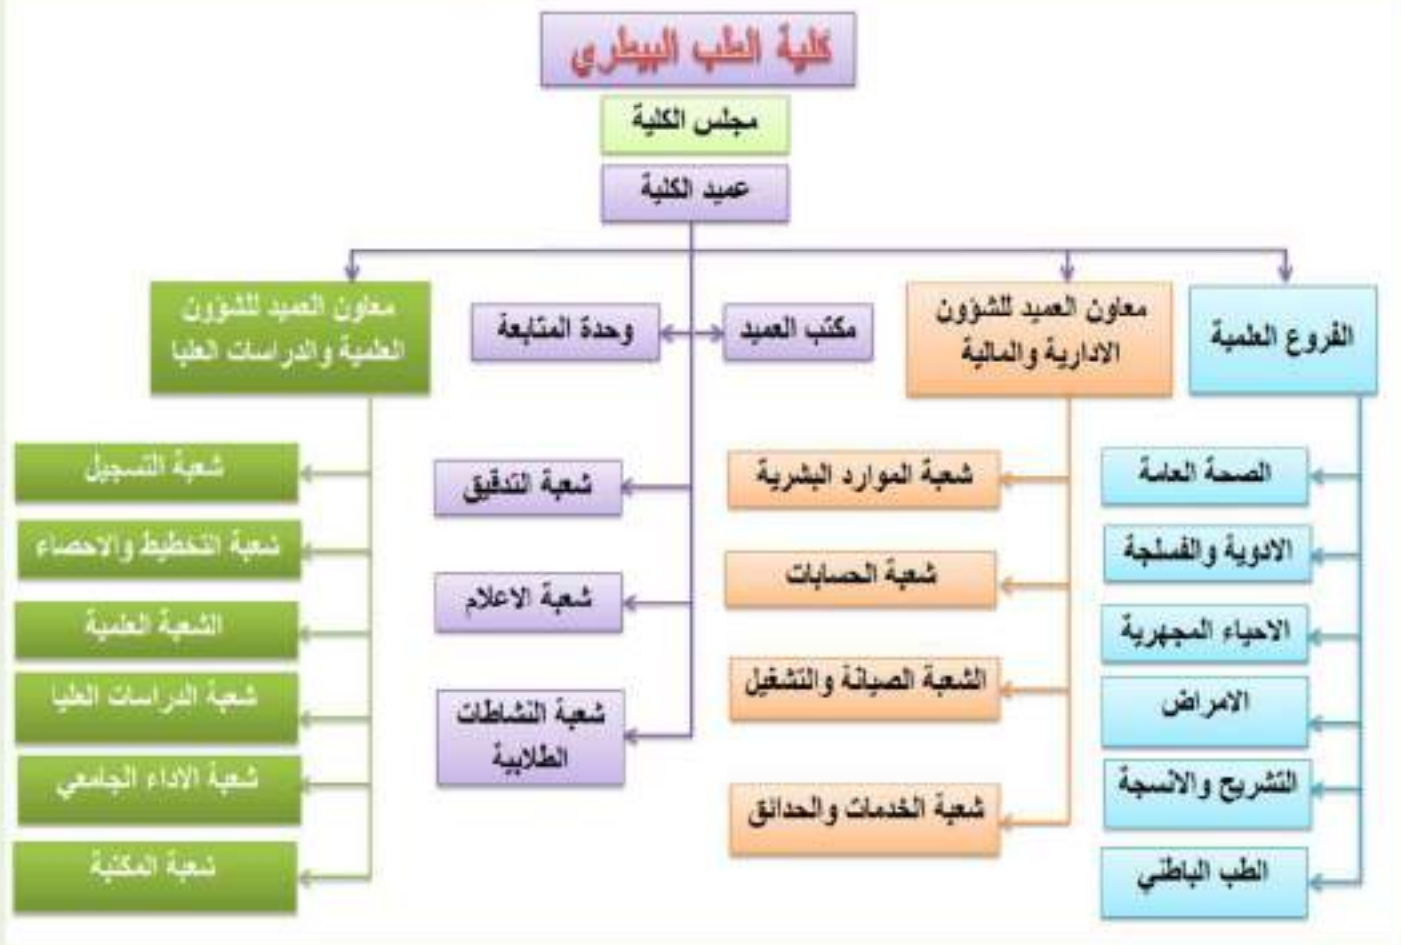 كلية الطب البيطري
مجلس الكلية
عميد الكلية
الفروع العلمية
الصحة العامة
الادوية والفسلجة
الاحياء المجهرية
الامراض
التشريح والانسجة
الطب الباطني
معاون العميد للشؤون
الادارية والمالية
شعبة الموارد البشرية
شعبة الحسابات
الشعبة الصيانة والتشغيل
شعبة الخدمات والحدائق
مكتب العميد
وحدة المتابعة
شعبة التدقيق
شعبة الاعلام
شعبة النشاطات
الطلابية
معاون العميد للشؤون
العلمية والدراسات العليا
شعبة التسجيل
شعبة التخطيط والاحصاء
الشعبة العلمية
شعبة الدراسات العليا
شعبة الاداء الجامعي
شعبة المكتبة